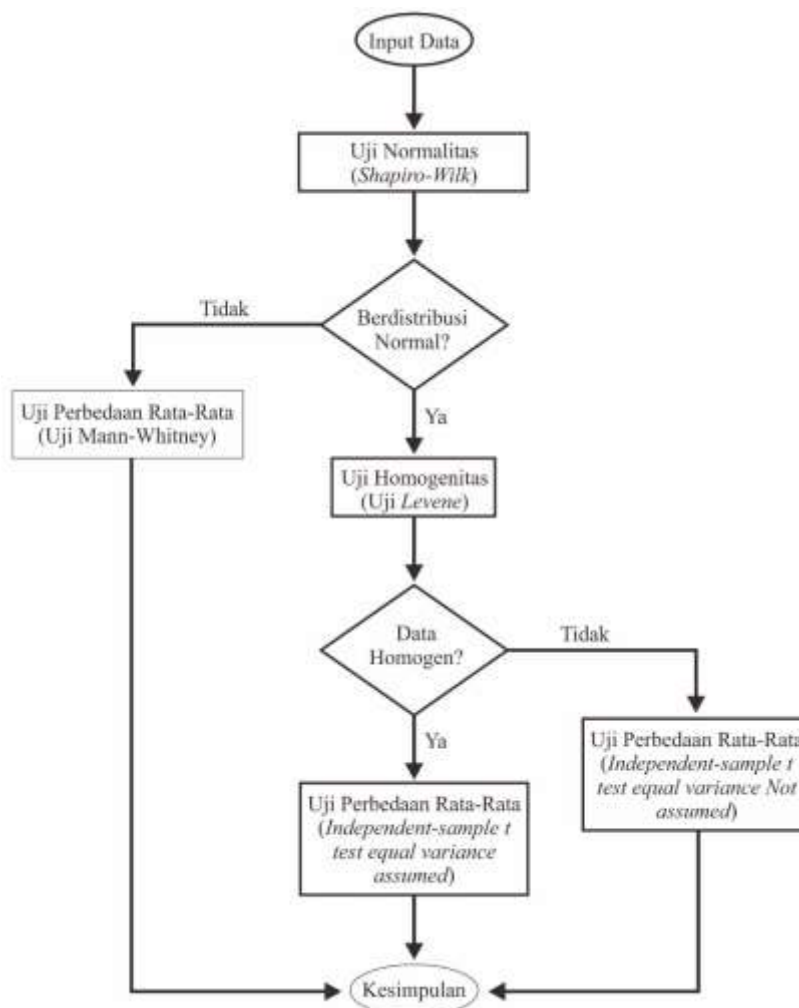 Input Data
Uji Normalitas
(Shapiro-Wilk)
Tidak
Berdistribusi
Normal?
Uji Perbedaan Rata-Rata
(Uji Mann-Whitney)
Ya
Uji Homogenitas
(Uji Levene)
Data
Homogen?
Tidak
Ya
Uji Perbedaan Rata-Rata
(Independent-sample t
test equal variance Not
assumed)
Uji Perbedaan Rata-Rata
(Independent-sample t
test equal variance
assumed)
Kesimpulan